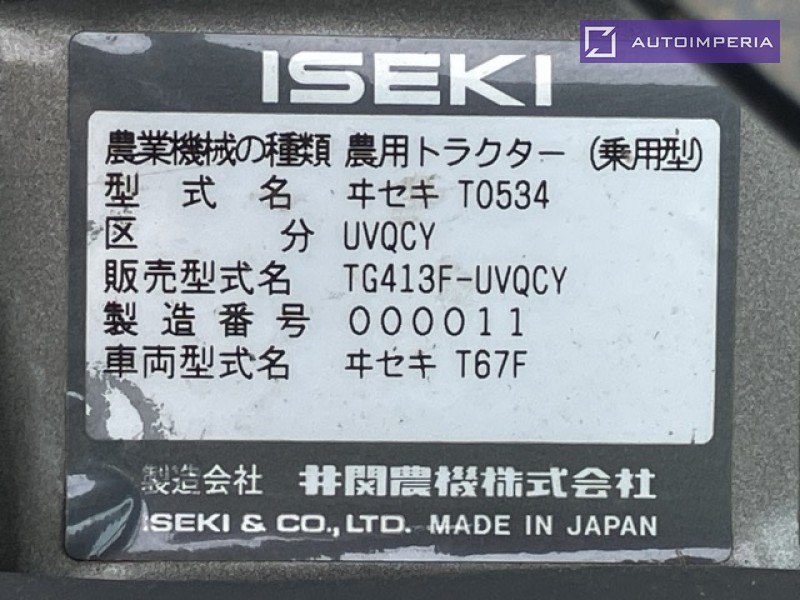 AUTOIMPERIA
ISEKI
農業機械の種類 農用トラクター (乗用型)
型式名 ヰセキ T0534
区分 UVQCY
販売型式名 TG413F-UVQCY
製造番号 000011
車両型式名 ヰセキ T67F
製造会社 井関農機株式会社
ISEKI & CO.,LTD. MADE IN JAPAN